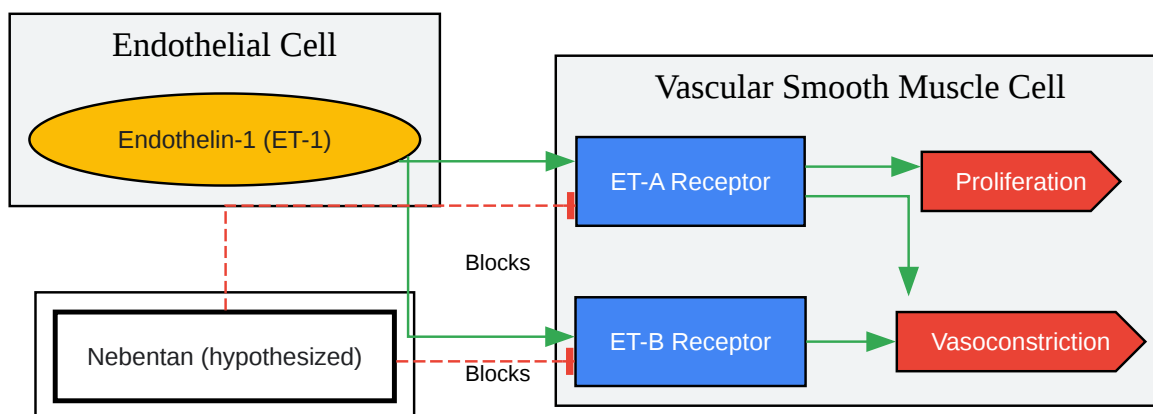 Endothelial Cell
Endothelin-1 (ET-1)
Vascular Smooth Muscle Cell
ET-A Receptor
Proliferation
Blocks
ET-B Receptor
Vasoconstriction
Nebentan (hypothesized)
Blocks